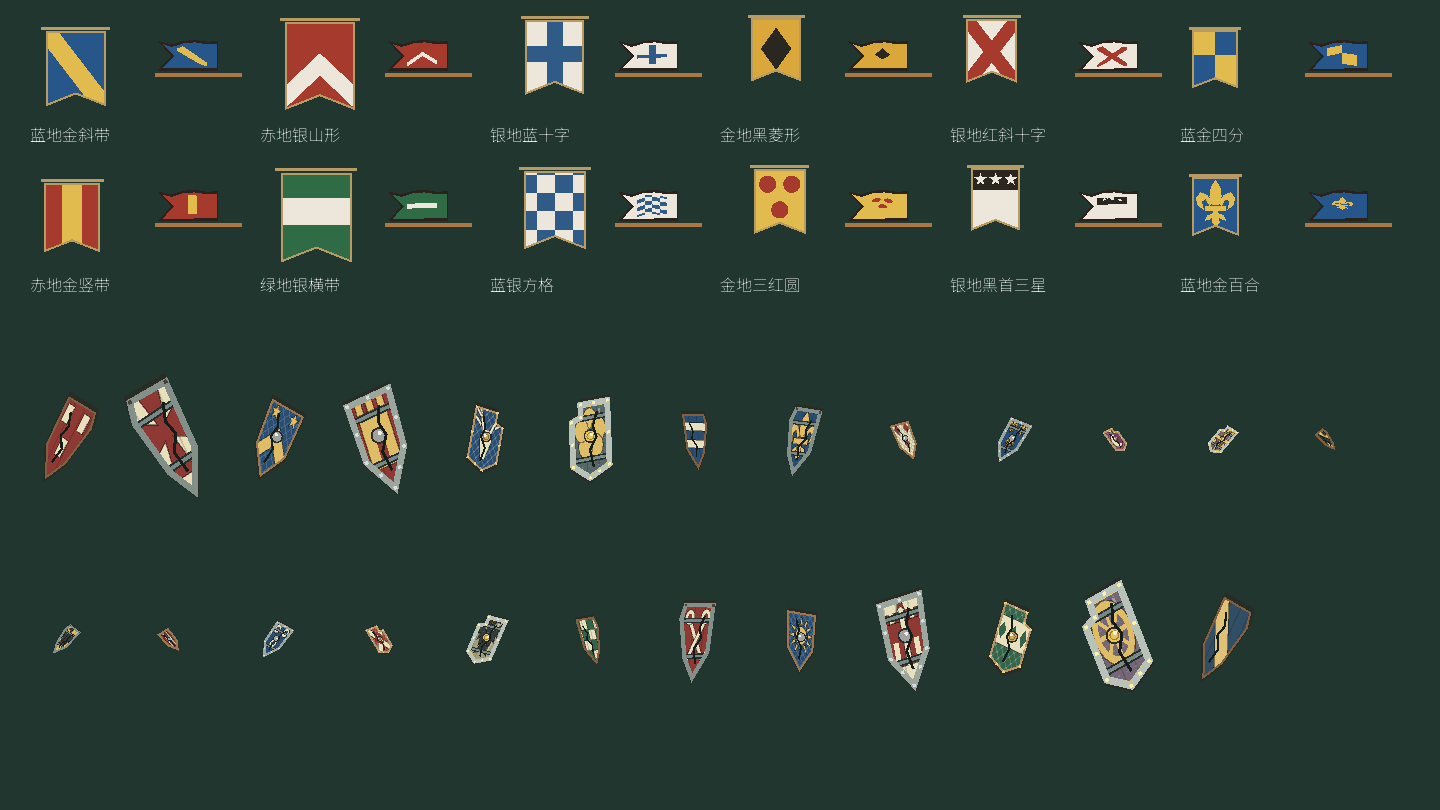 蓝地金斜带
赤地银山形
银地蓝十字
金地黑菱形
银地红斜十字
蓝金四分
赤地金竖带
绿地银横带
蓝银方格
金地三红圆
银地黑首三星
蓝地金百合